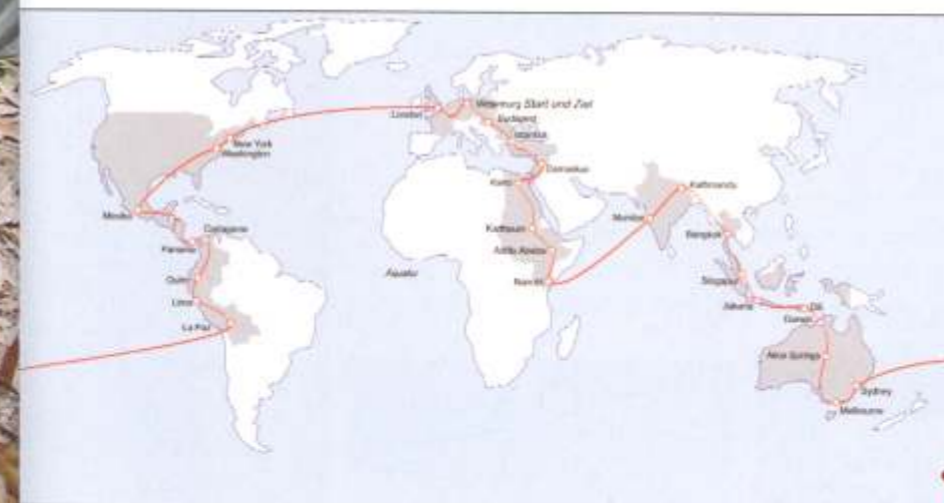 London
Start und Ziel
Budapest
Istanbul
New York
Washington
Damaskus
Kairo
Kathmandu
Mexiko
Mumbai
Cartagena
Khartoum
Bangkok
Panama
Addis Abeba
Äquator
Quito
Nairobi
Singapur
Lima
Jakarta
Dili
Darwin
La Paz
Alice Springs
Sydney
Melbourne